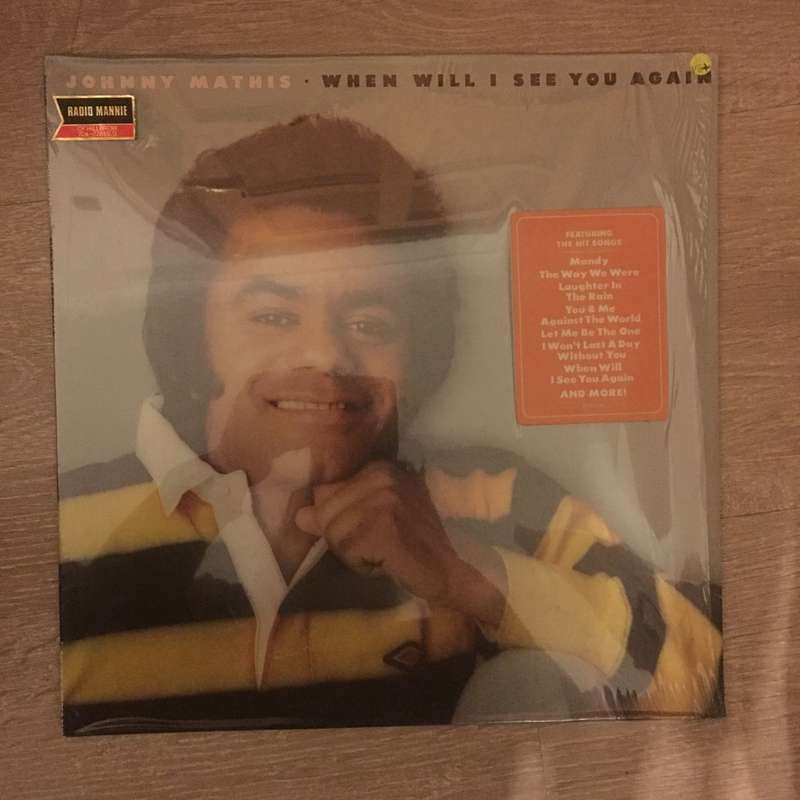 JOHNNY MATHIS · WHEN WILL I SEE YOU AGAIN
RADIO MANNIE
FEATURING
THE HIT SONGS
Mandy
The Way We Were
Laughter In
The Rain
You & Me
Against The World
Let Me Be The One
I Won't Last A Day
Without You
When Will
I See You Again
AND MORE!